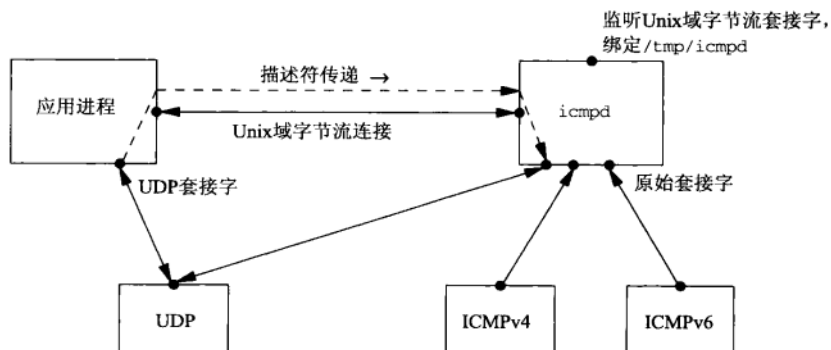 监听Unix域字节流套接字，
绑定/tmp/icmpd
描述符传递 →
应用进程
icmpd
Unix域字节流连接
UDP套接字
原始套接字
UDP
ICMPv4
ICMPv6